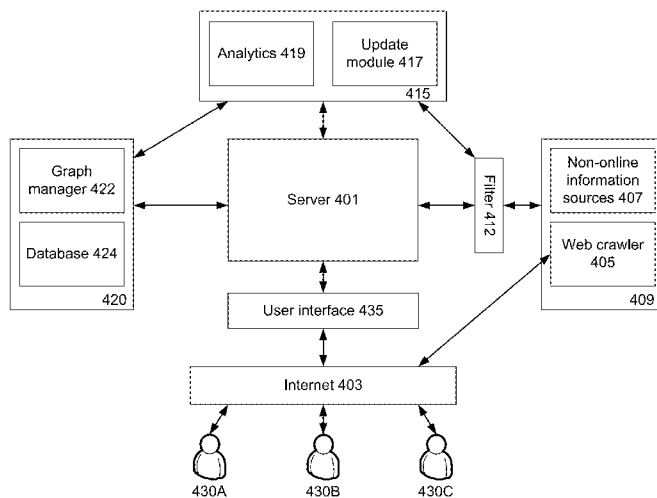 Analytics 419
Update
module 417
415
Graph
manager 422
Database 424
420
Server 401
Filter 412
Non-online
information
sources 407
Web crawler
405
409
User interface 435
Internet 403
430A
430B
430C